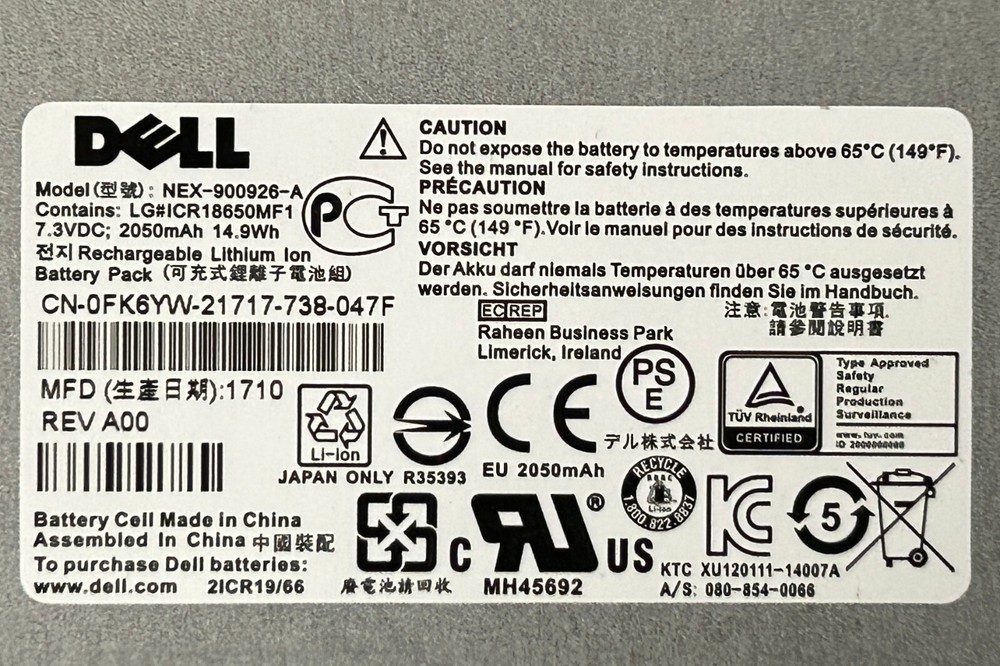 DELL
Model(型號): NEX-900926-A
Contains: LG#ICR18650MF1
7.3VDC; 2050mAh 14.9Wh
전지 Rechargeable Lithium Ion
Battery Pack (可充式鋰離子電池組)
CN-0FK6YW-21717-738-047F
MFD (生產日期):1710
REV A00
Battery Cell Made in China
Assembled In China 中國裝配
To purchase Dell batteries:
www.dell.com 2ICR19/66
PCT
CAUTION
Do not expose the battery to temperatures above 65°C (149°F).
See the manual for safety instructions.
PRÉCAUTION
Ne pas soumettre la batterie à des temperatures supérieures à
65 °C (149 °F).Voir le manuel pour des instructions de sécurité.
VORSICHT
Der Akku darf niemals Temperaturen über 65 °C ausgesetzt
werden. Sicherheitsanweisungen finden Sie im Handbuch.
EC REP
Raheen Business Park
Limerick, Ireland
注意:電池警告事項,
請參閱說明書
Li-ion
JAPAN ONLY R35393
CE
EU 2050mAh
PS
E
デル株式会社
TÜV Rheinland
CERTIFIED
Type Approved
Safety
Regular
Production
Surveillance
www.tuv.com
廢電池請回收
c RU ® US
MH45692
RECYCLE
RBRC
Li-ion
1.800.822.8837
KC
5
KTC XU120111-14007A
A/S: 080-854-0066